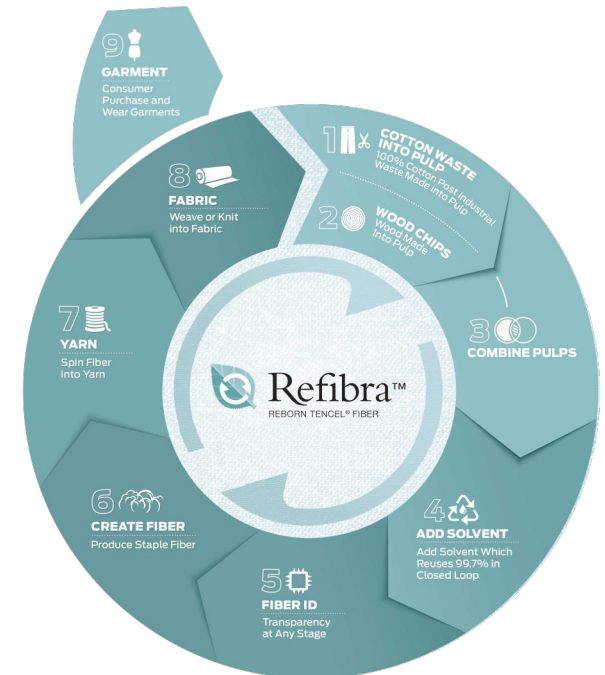 1
COTTON WASTE
INTO PULP
100% Cotton Post Industrial
Waste Made into Pulp
2
WOOD CHIPS
Wood Made
Into Pulp
3
COMBINE PULPS
4
ADD SOLVENT
Add Solvent Which
Reuses 99.7% in
Closed Loop
5
FIBER ID
Transparency
at Any Stage
6
CREATE FIBER
Produce Staple Fiber
7
YARN
Spin Fiber
into Yarn
8
FABRIC
Weave or Knit
into Fabric
9
GARMENT
Consumer
Purchase and
Wear Garments
Refibra™
REBORN TENCEL® FIBER